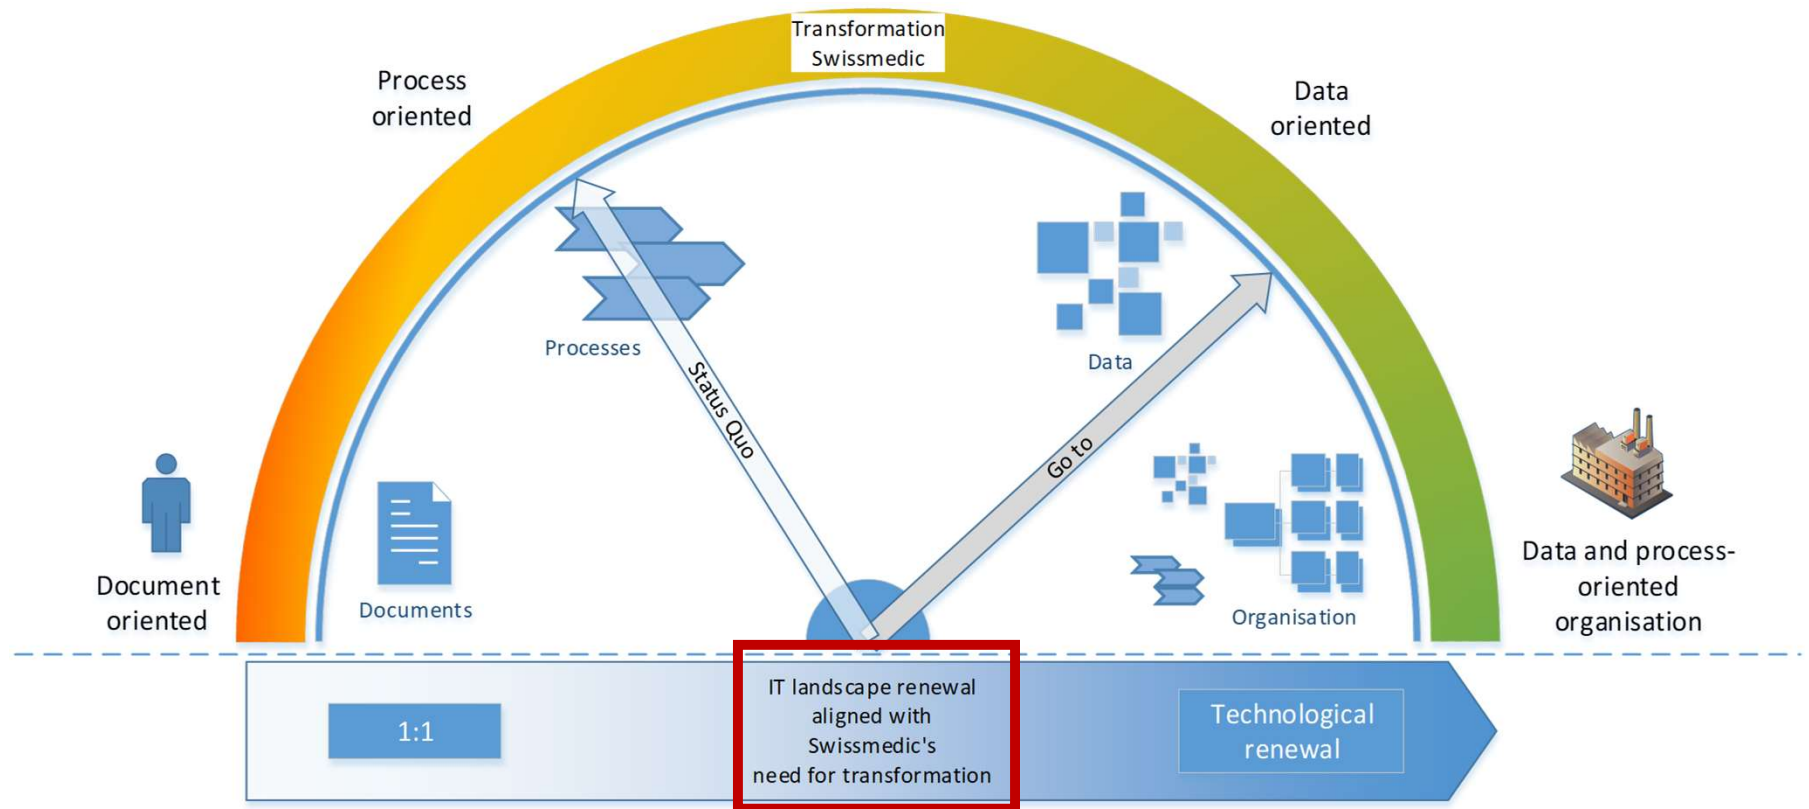 Transformation
Swissmedic
Process
oriented
Data
oriented
Processes
Data
Status Quo
Go to
Document
oriented
Documents
Organisation
Data and process-
oriented
organisation
1:1
IT landscape renewal
aligned with
Swissmedic's
need for transformation
Technological
renewal